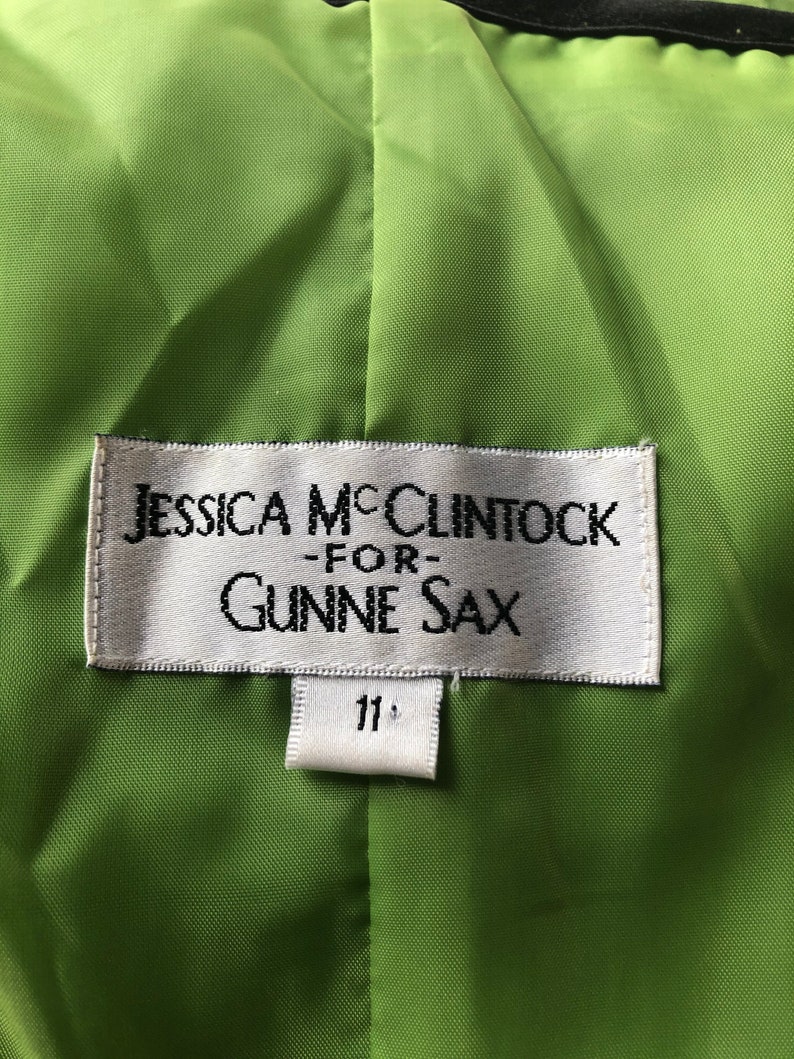 JESSICA MCCLINTOCK
-FOR-
GUNNE SAX
11